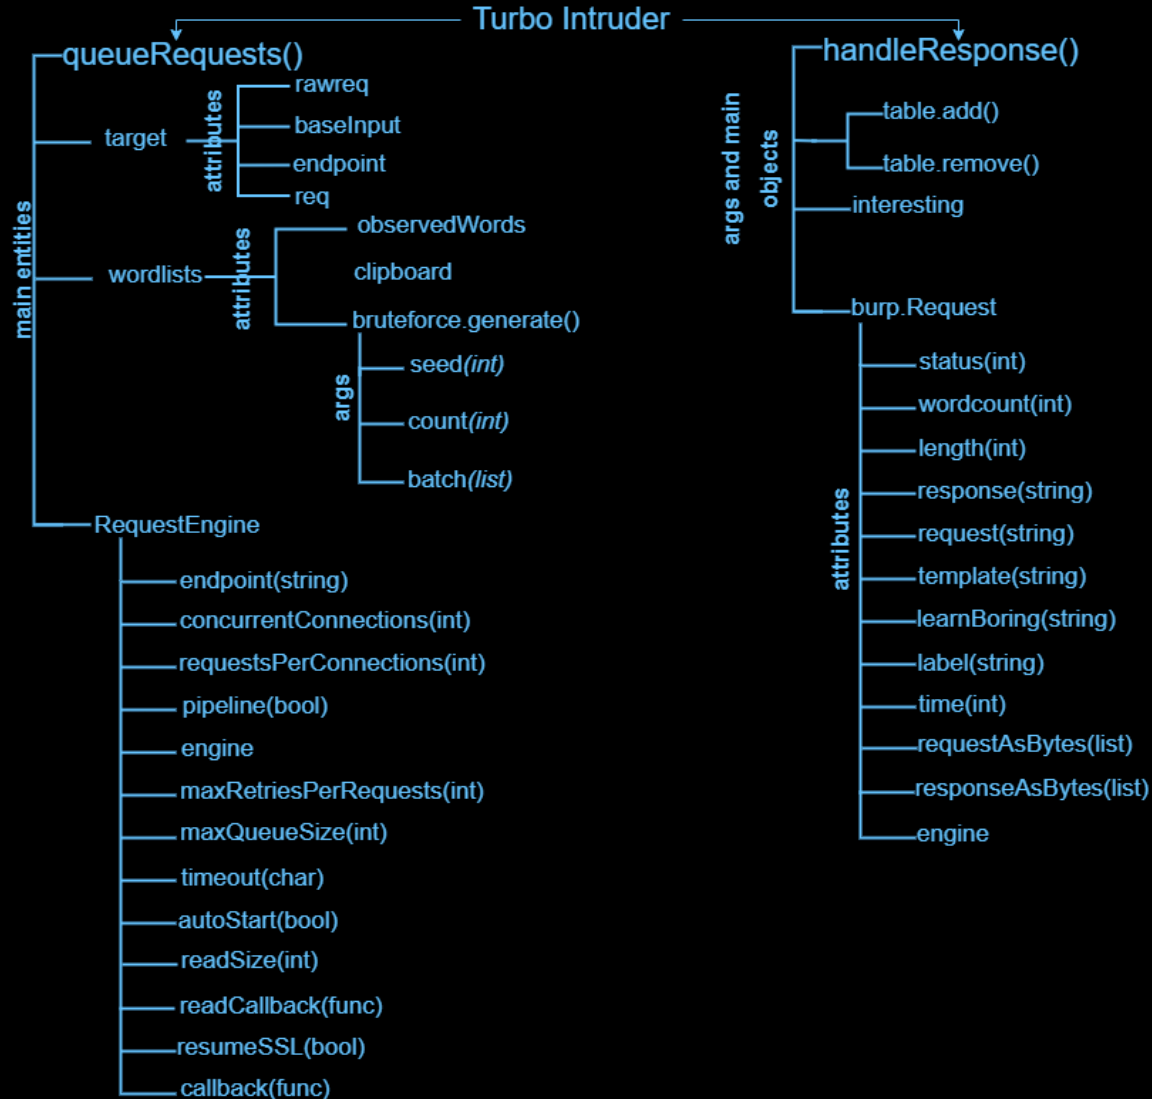 Turbo Intruder
queueRequests()
main entities
target
attributes
rawreq
baseInput
endpoint
req
wordlists
attributes
observedWords
clipboard
bruteforce.generate()
args
seed(int)
count(int)
batch(list)
RequestEngine
endpoint(string)
concurrentConnections(int)
requestsPerConnections(int)
pipeline(bool)
engine
maxRetriesPerRequests(int)
maxQueueSize(int)
timeout(char)
autoStart(bool)
readSize(int)
readCallback(func)
resumeSSL(bool)
callback(func)
handleResponse()
args and main
objects
table.add()
table.remove()
interesting
burp.Request
attributes
status(int)
wordcount(int)
length(int)
response(string)
request(string)
template(string)
learnBoring(string)
label(string)
time(int)
requestAsBytes(list)
responseAsBytes(list)
engine